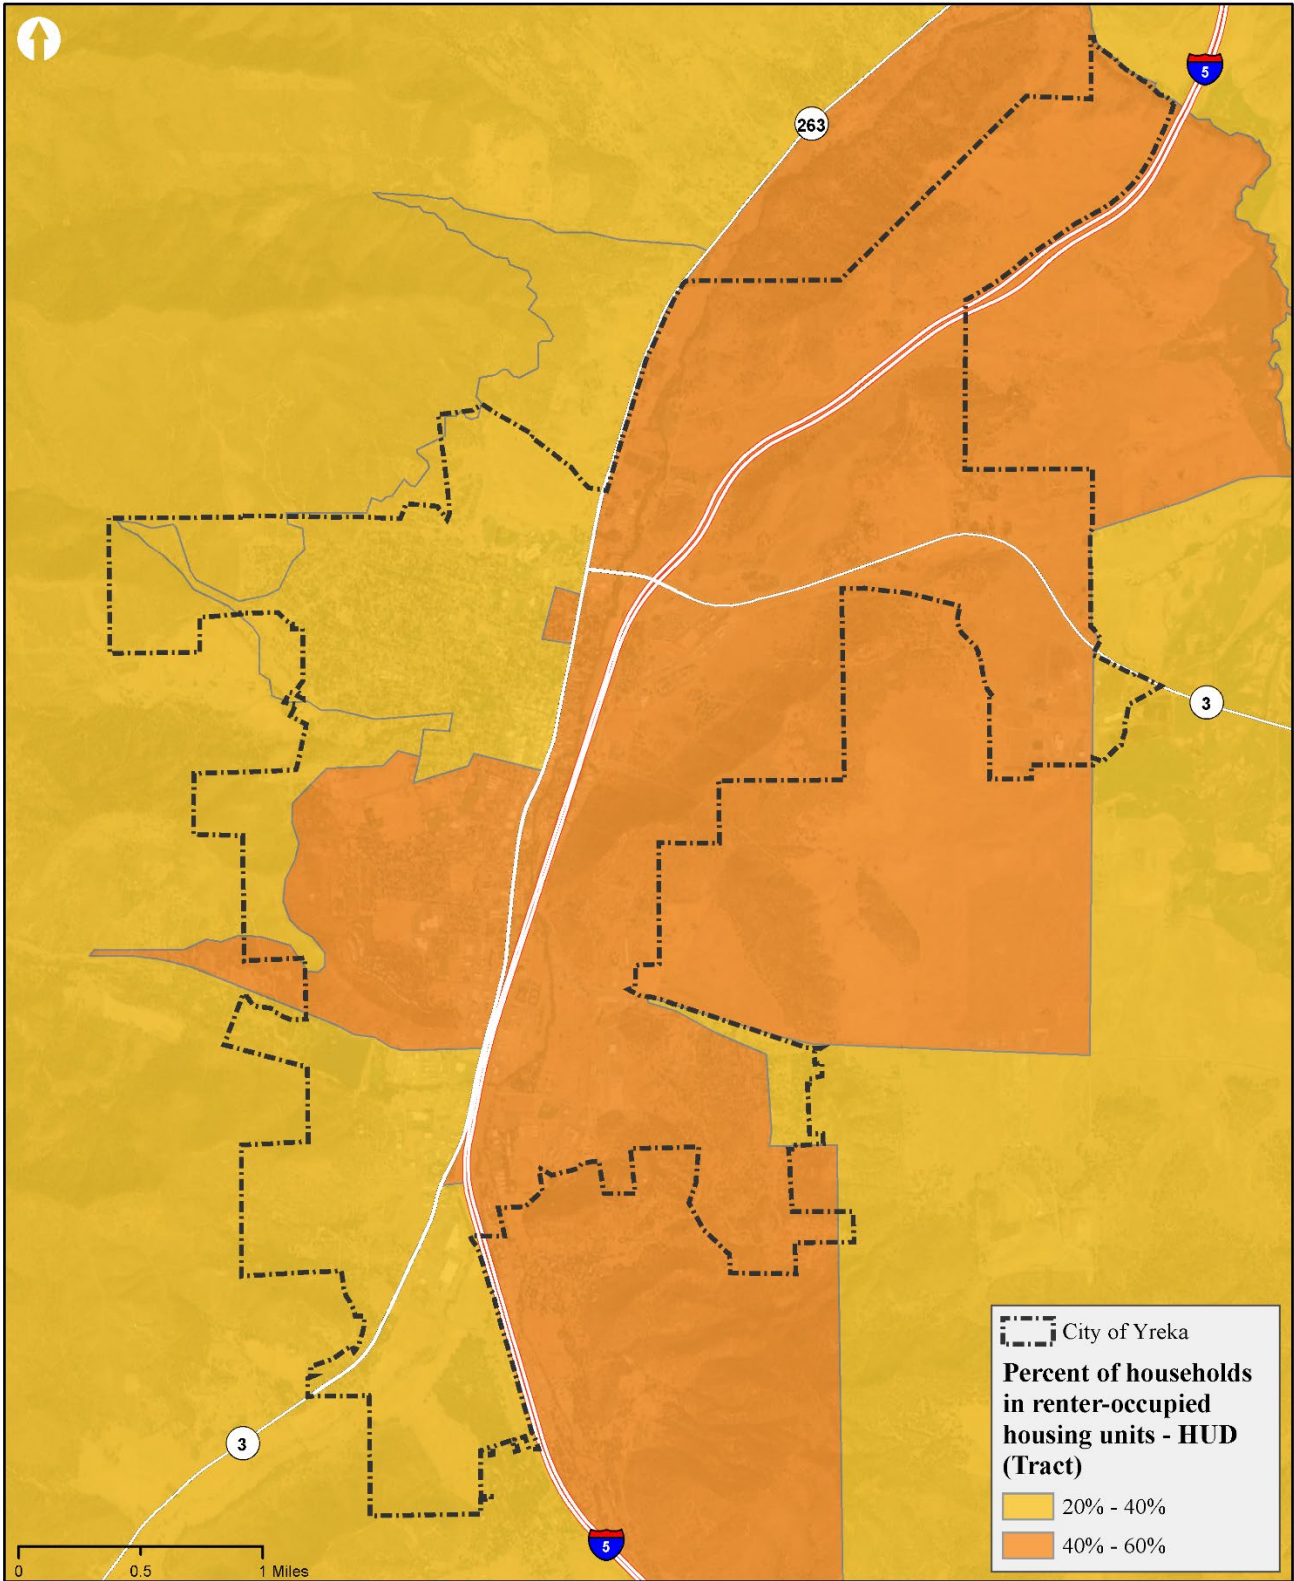 5
263
3
3
5
City of Yreka
Percent of households
in renter-occupied
housing units - HUD
(Tract)
20% - 40%
40% - 60%
0 0.5 1 Miles